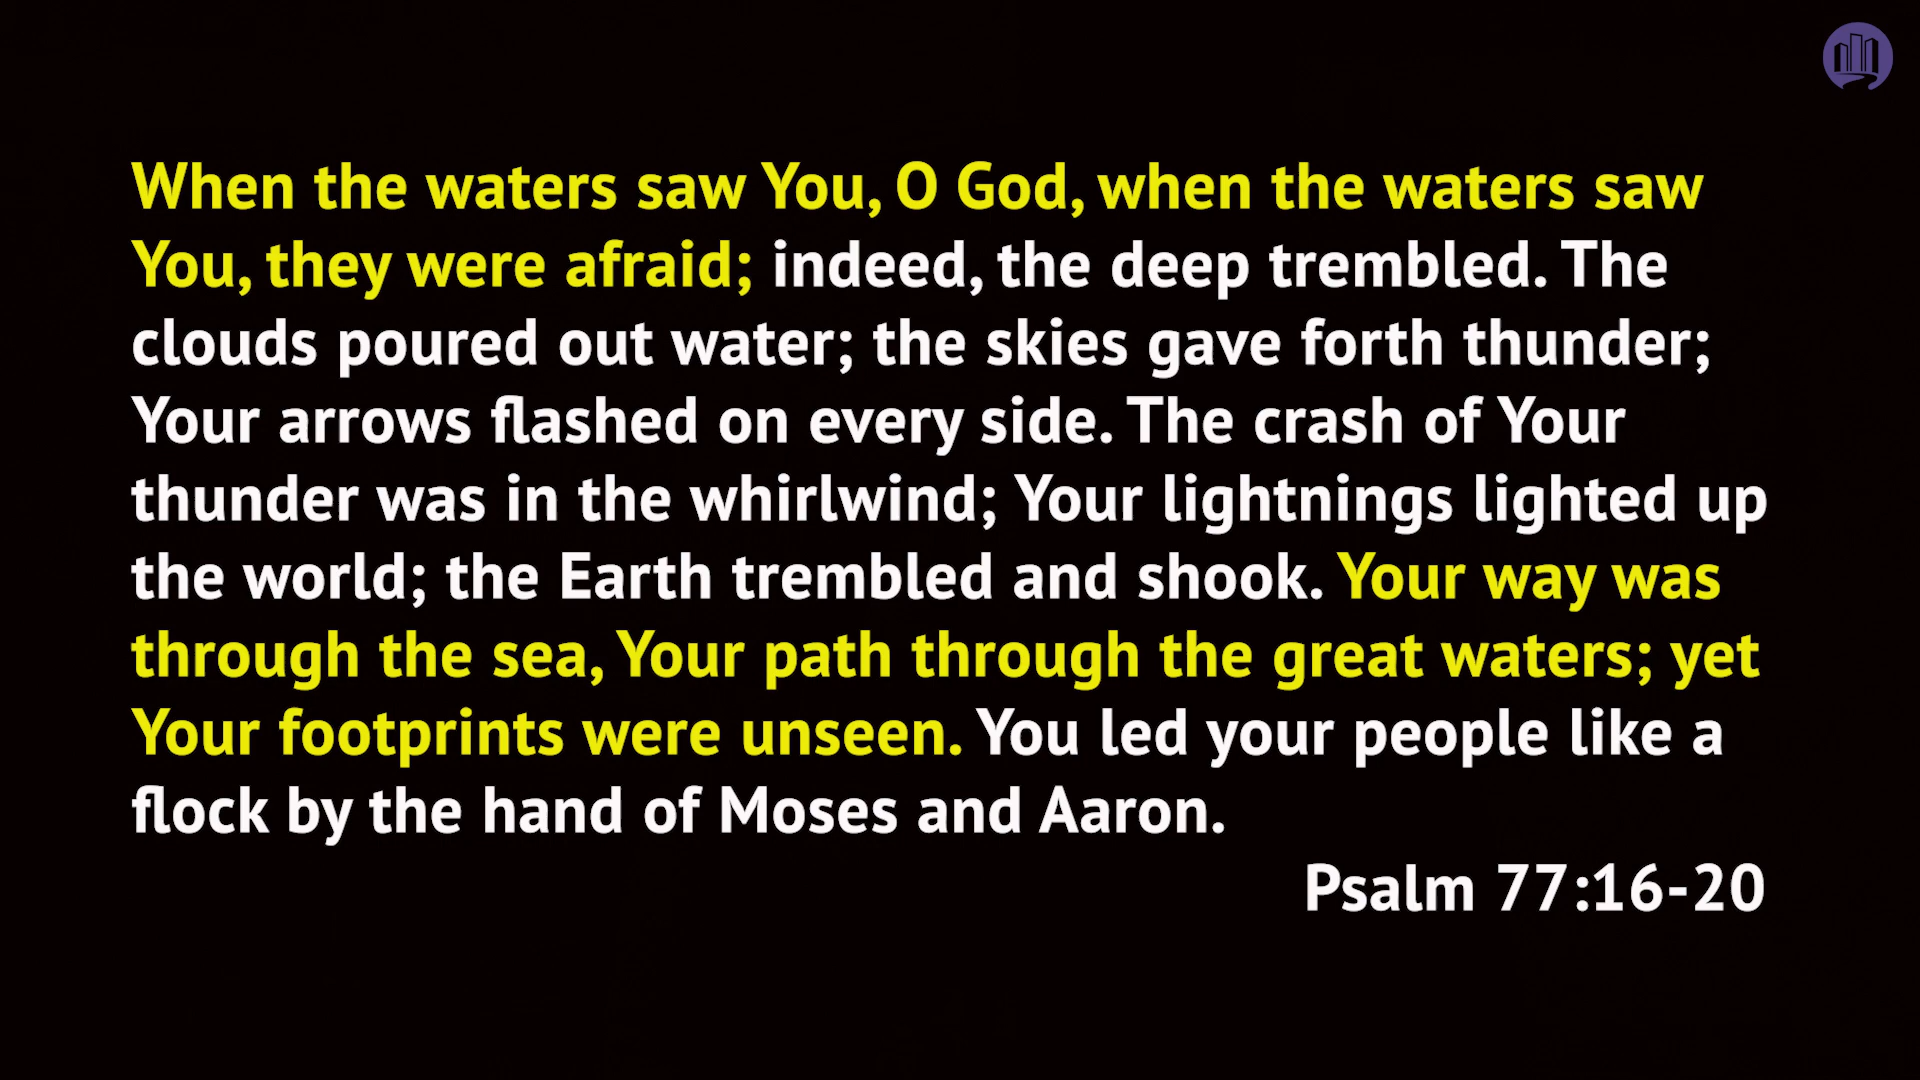 When the waters saw You, O God, when the waters saw
You, they were afraid; indeed, the deep trembled. The
clouds poured out water; the skies gave forth thunder;
Your arrows flashed on every side. The crash of Your
thunder was in the whirlwind; Your lightnings lighted up
the world; the Earth trembled and shook. Your way was
through the sea, Your path through the great waters; yet
Your footprints were unseen. You led your people like a
flock by the hand of Moses and Aaron.
Psalm 77:16-20